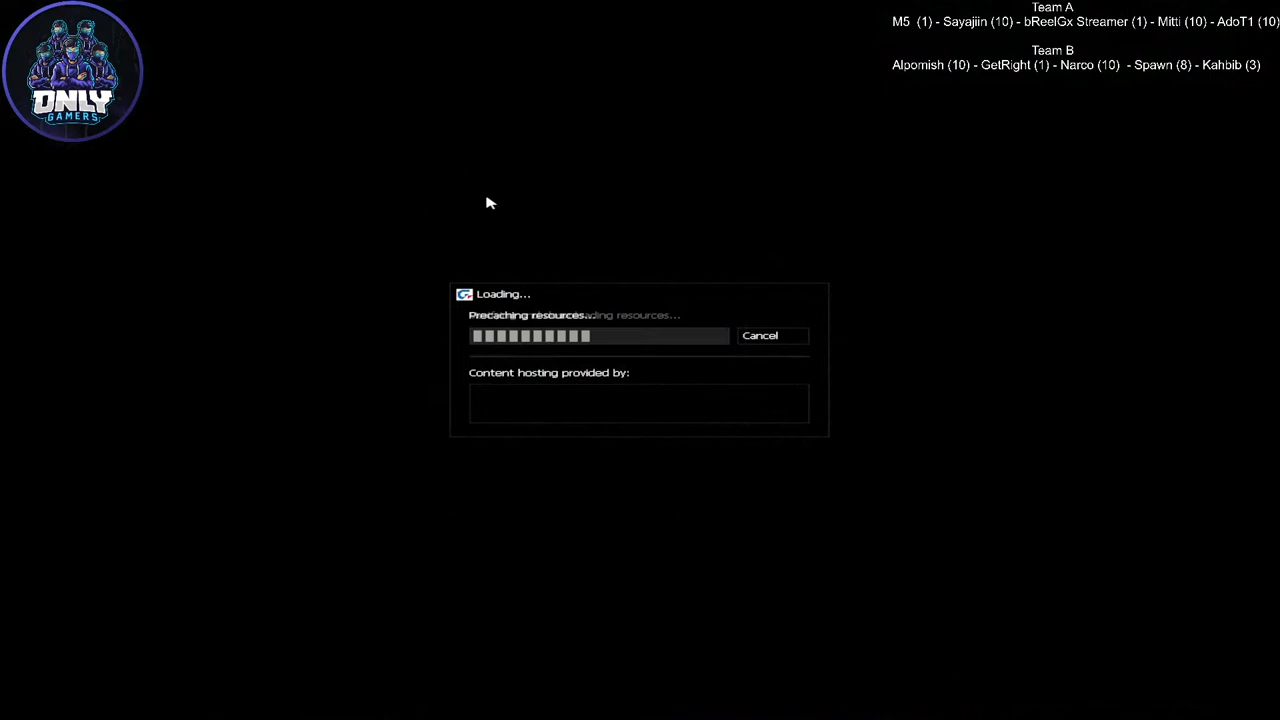 ONLY
GAMERS
Team A
M5 (1) - Sayajiin (10) - bReelGx Streamer (1) - Mitti (10) - AdoT1 (10)
Team B
Alpomish (10) - GetRight (1) - Narco (10) - Spawn (8) - Kahbib (3)
Loading...
Precaching resources...
Cancel
Content hosting provided by: